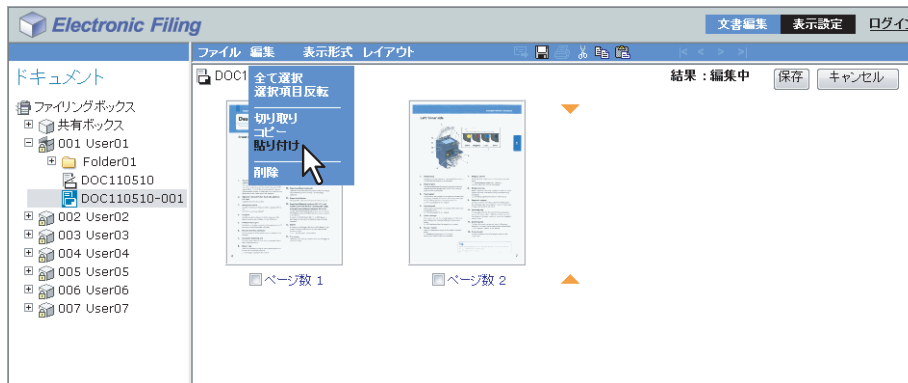 Electronic Filing
文書編集 表示設定 ログイ
ファイル 編集 表示形式 レイアウト
|< < > >|
ドキュメント
ファイリングボックス
共有ボックス
001 User01
Folder01
DOC110510
DOC110510-001
002 User02
003 User03
004 User04
005 User05
006 User06
007 User07
DOC1
結果：編集中 保存 キャンセル
全て選択
選択項目反転
切り取り
コピー
貼り付け
削除
ページ数 1
ページ数 2